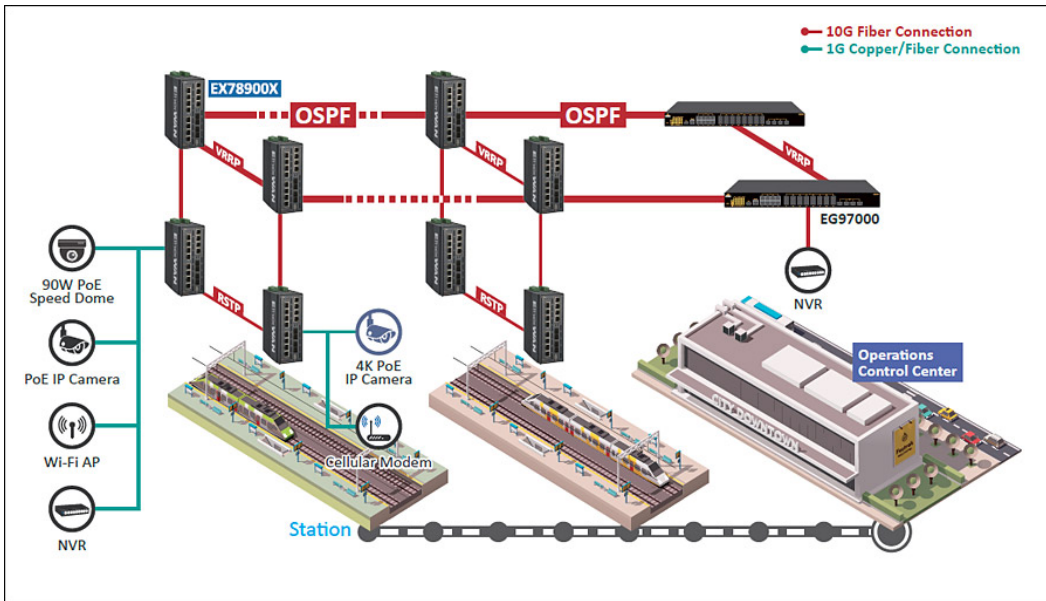 10G Fiber Connection
1G Copper/Fiber Connection
EX78900X
OSPF
OSPF
VRRP
VRRP
VRRP
EG97000
90W PoE
Speed Dome
RSTP
RSTP
NVR
PoE IP Camera
4K PoE
IP Camera
Operations
Control Center
CITY DOWNTOWN
Wi-Fi AP
Cellular Modem
NVR
Station